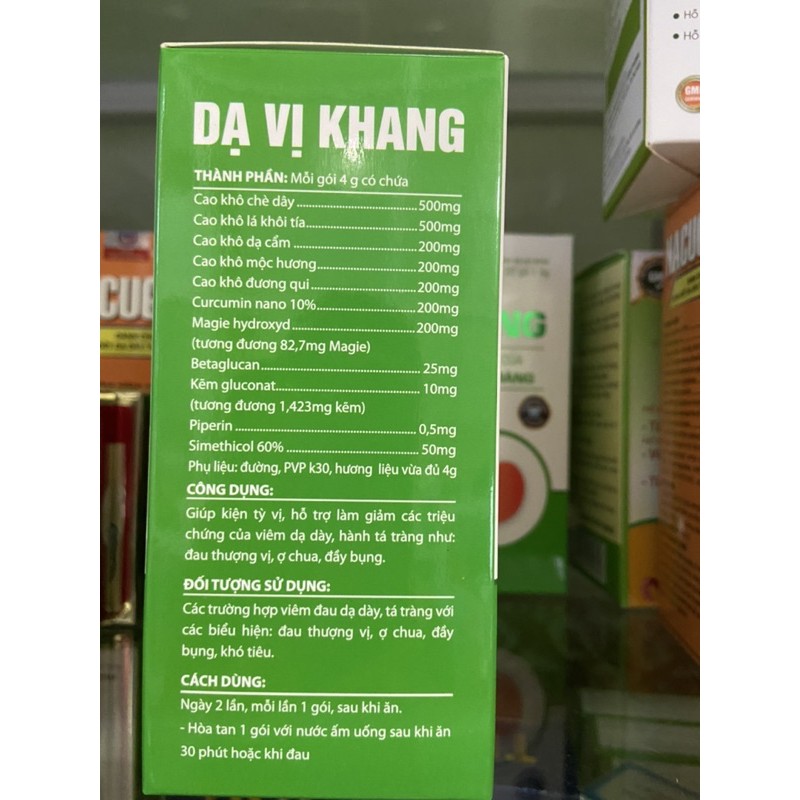 DẠ VỊ KHANG
THÀNH PHẦN: Mỗi gói 4 g có chứa
Cao khô chè dây ............ 500mg
Cao khô lá khôi tía ............ 500mg
Cao khô dạ cẩm ............ 200mg
Cao khô mộc hương ............ 200mg
Cao khô đương qui ............ 200mg
Curcumin nano 10% ............ 200mg
Magie hydroxyd ............ 200mg
(tương đương 82,7mg Magie)
Betaglucan ............ 25mg
Kẽm gluconat ............ 10mg
(tương đương 1,423mg kẽm)
Piperin ............ 0,5mg
Simethicol 60% ............ 50mg
Phụ liệu: đường, PVP k30, hương liệu vừa đủ 4g
CÔNG DỤNG:
Giúp kiện tỳ vị, hỗ trợ làm giảm các triệu
chứng của viêm dạ dày, hành tá tràng như:
đau thượng vị, ợ chua, đầy bụng.
ĐỐI TƯỢNG SỬ DỤNG:
Các trường hợp viêm đau dạ dày, tá tràng với
các biểu hiện: đau thượng vị, ợ chua, đầy
bụng, khó tiêu.
CÁCH DÙNG:
Ngày 2 lần, mỗi lần 1 gói, sau khi ăn.
- Hòa tan 1 gói với nước ấm uống sau khi ăn
30 phút hoặc khi đau